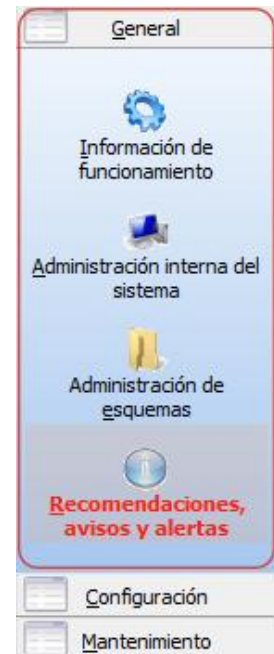 General
Información de
funcionamiento
Administración interna del
sistema
Administración de
esquemas
Recomendaciones,
avisos y alertas
Configuración
Mantenimiento